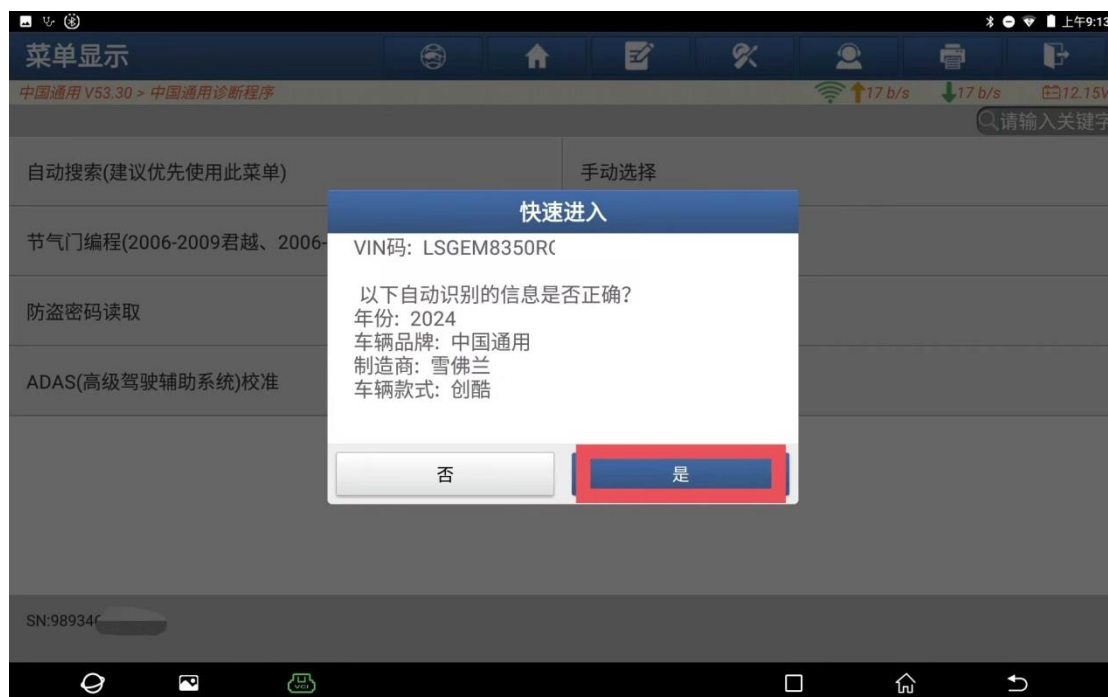 上午9:13
菜单显示
中国通用 V53.30 > 中国通用诊断程序
17 b/s
17 b/s
12.15V
请输入关键字
自动搜索(建议优先使用此菜单)
手动选择
节气门编程(2006-2009君越、2006-
防盗密码读取
ADAS(高级驾驶辅助系统)校准
快速进入
VIN码: LSGEM8350R
以下自动识别的信息是否正确?
年份: 2024
车辆品牌: 中国通用
制造商: 雪佛兰
车辆款式: 创酷
否
是
SN:98934
VCI